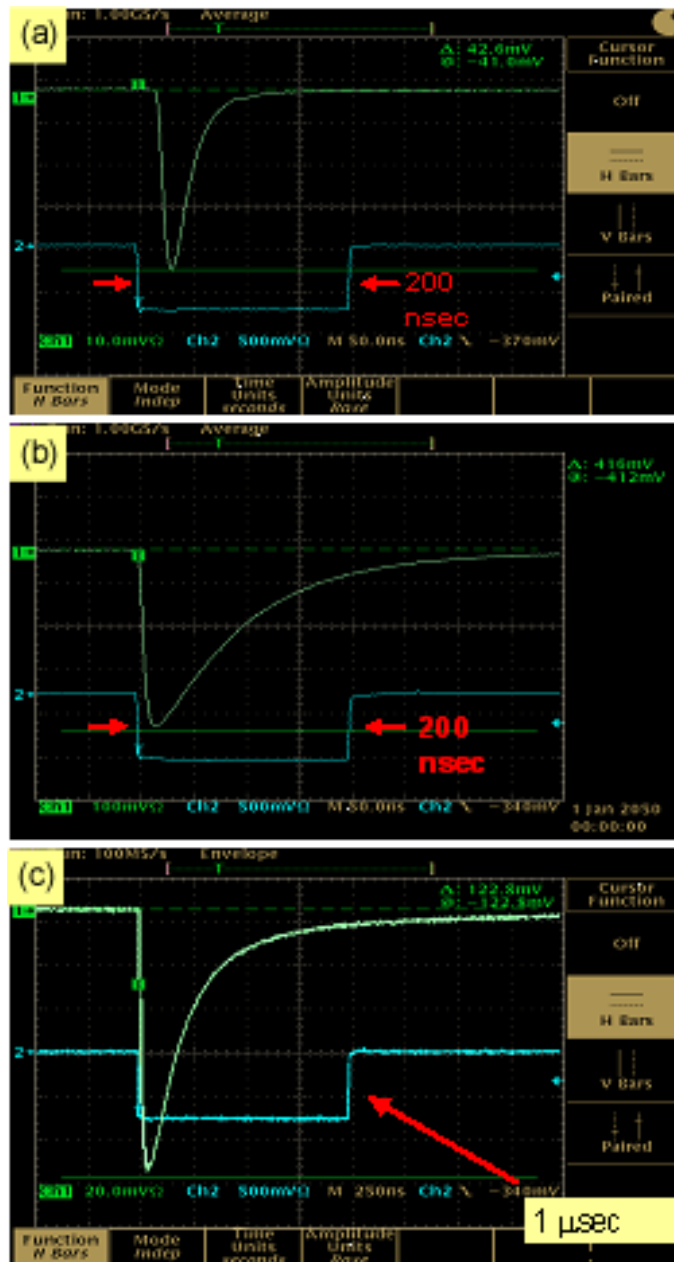 (a)
1.00GS/s Average
Δ: 42.6mV
@: -41.0mV
Cursor
Function
Off
H Bars
V Bars
Paired
200
nsec
Ch1 10.0mVΩ Ch2 500mVΩ M 50.0ns Ch2 -370mV
Function
H Bars
Mode
Indep
Time
Units
seconds
Amplitude
Units
Base
(b)
1.00GS/s Average
Δ: 416mV
@: -412mV
200
nsec
Ch1 100mVΩ Ch2 500mVΩ M 50.0ns Ch2 -340mV
1 Jan 2050
00:00:00
(c)
100MS/s Envelope
Δ: 122.8mV
@: -122.8mV
Cursor
Function
Off
H Bars
V Bars
Paired
Ch1 20.0mVΩ Ch2 500mVΩ M 250ns Ch2 -340mV
1 μsec
Function
H Bars
Mode
Indep
Time
Units
seconds
Amplitude
Units
Base